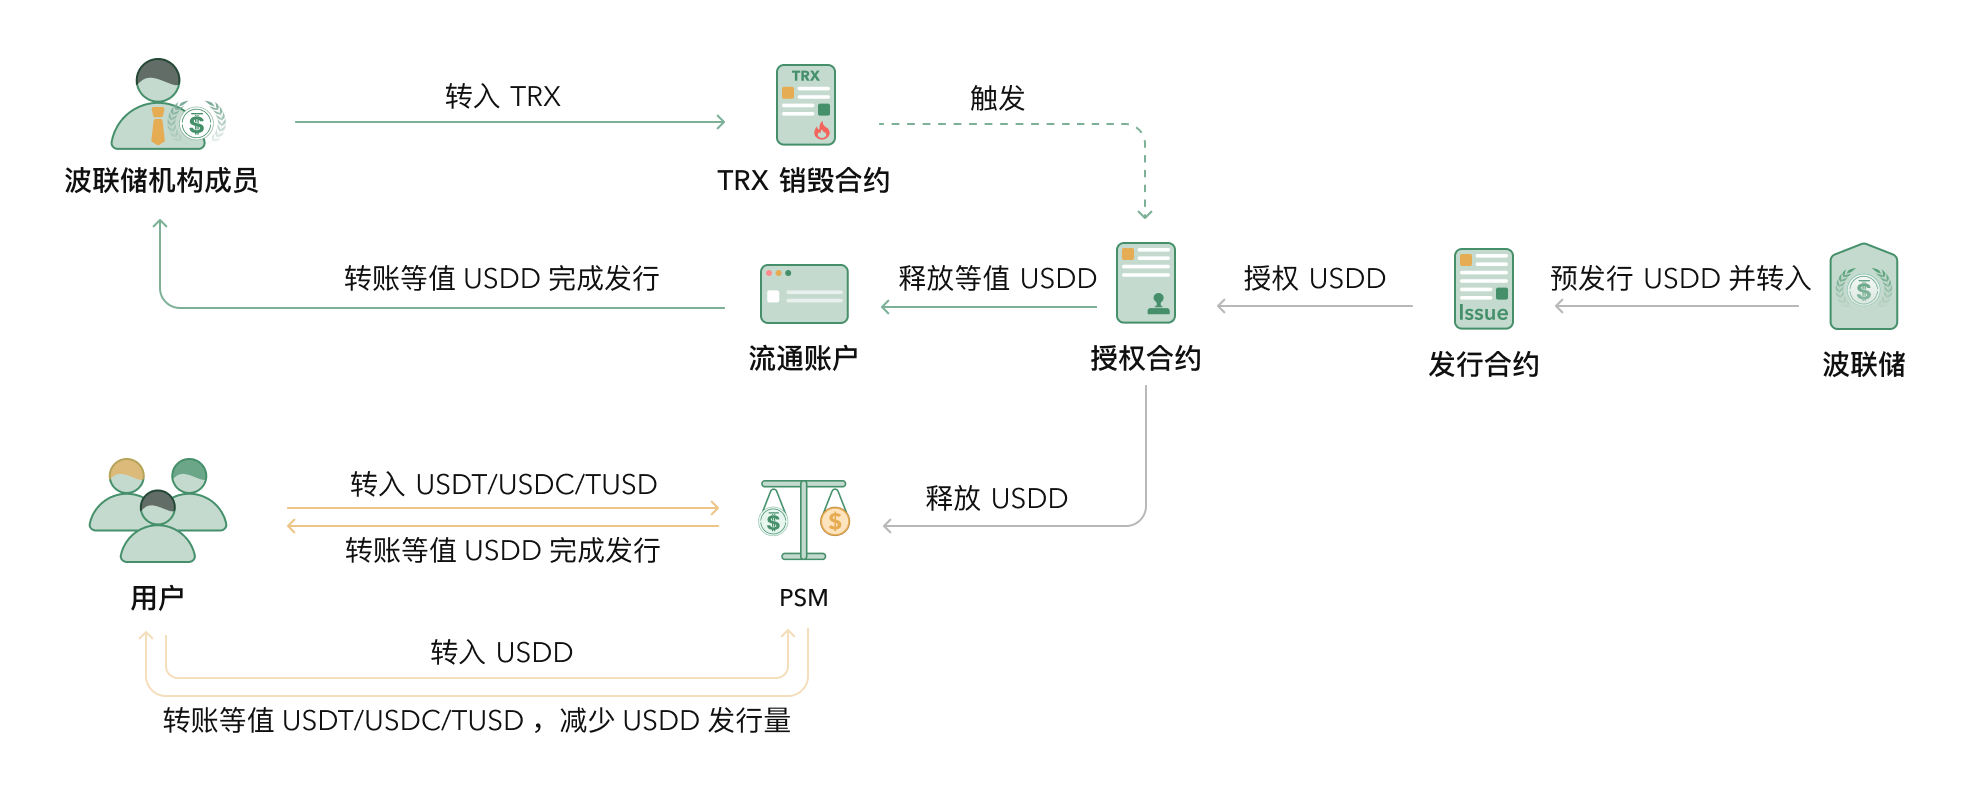 转入 TRX
TRX
触发
波联储机构成员
TRX 销毁合约
转账等值 USDD 完成发行
释放等值 USDD
授权 USDD
Issue
预发行 USDD 并转入
流通账户
授权合约
发行合约
波联储
转入 USDT/USDC/TUSD
释放 USDD
转账等值 USDD 完成发行
用户
PSM
转入 USDD
转账等值 USDT/USDC/TUSD ，减少 USDD 发行量